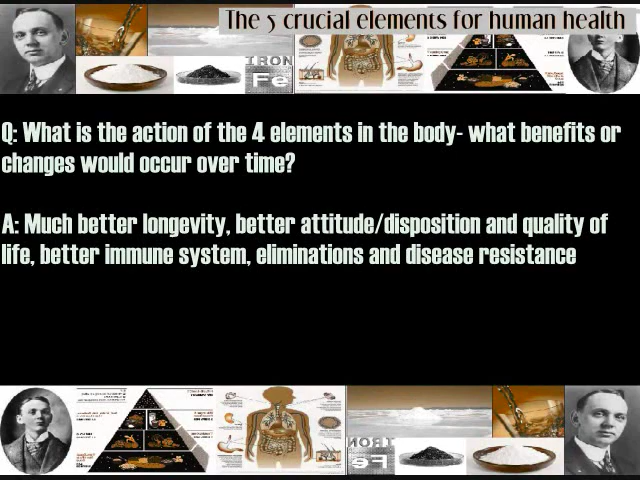 The 5 crucial elements for human health
IRON
Fe
Q: What is the action of the 4 elements in the body- what benefits or
changes would occur over time?
A: Much better longevity, better attitude/disposition and quality of
life, better immune system, eliminations and disease resistance
IRON
Fe